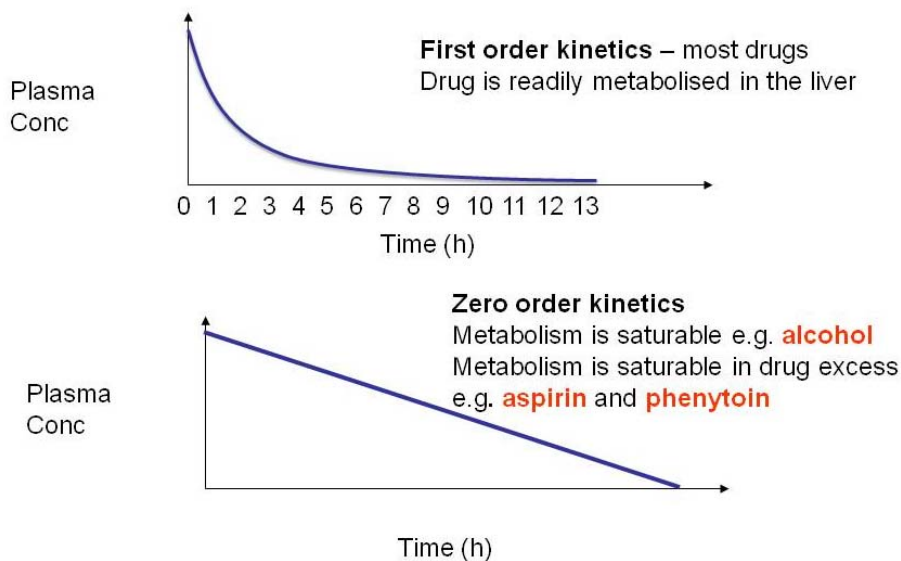 First order kinetics – most drugs
Drug is readily metabolised in the liver
Plasma
Conc
0 1 2 3 4 5 6 7 8 9 10 11 12 13
Time (h)
Zero order kinetics
Metabolism is saturable e.g. alcohol
Metabolism is saturable in drug excess
e.g. aspirin and phenytoin
Plasma
Conc
Time (h)